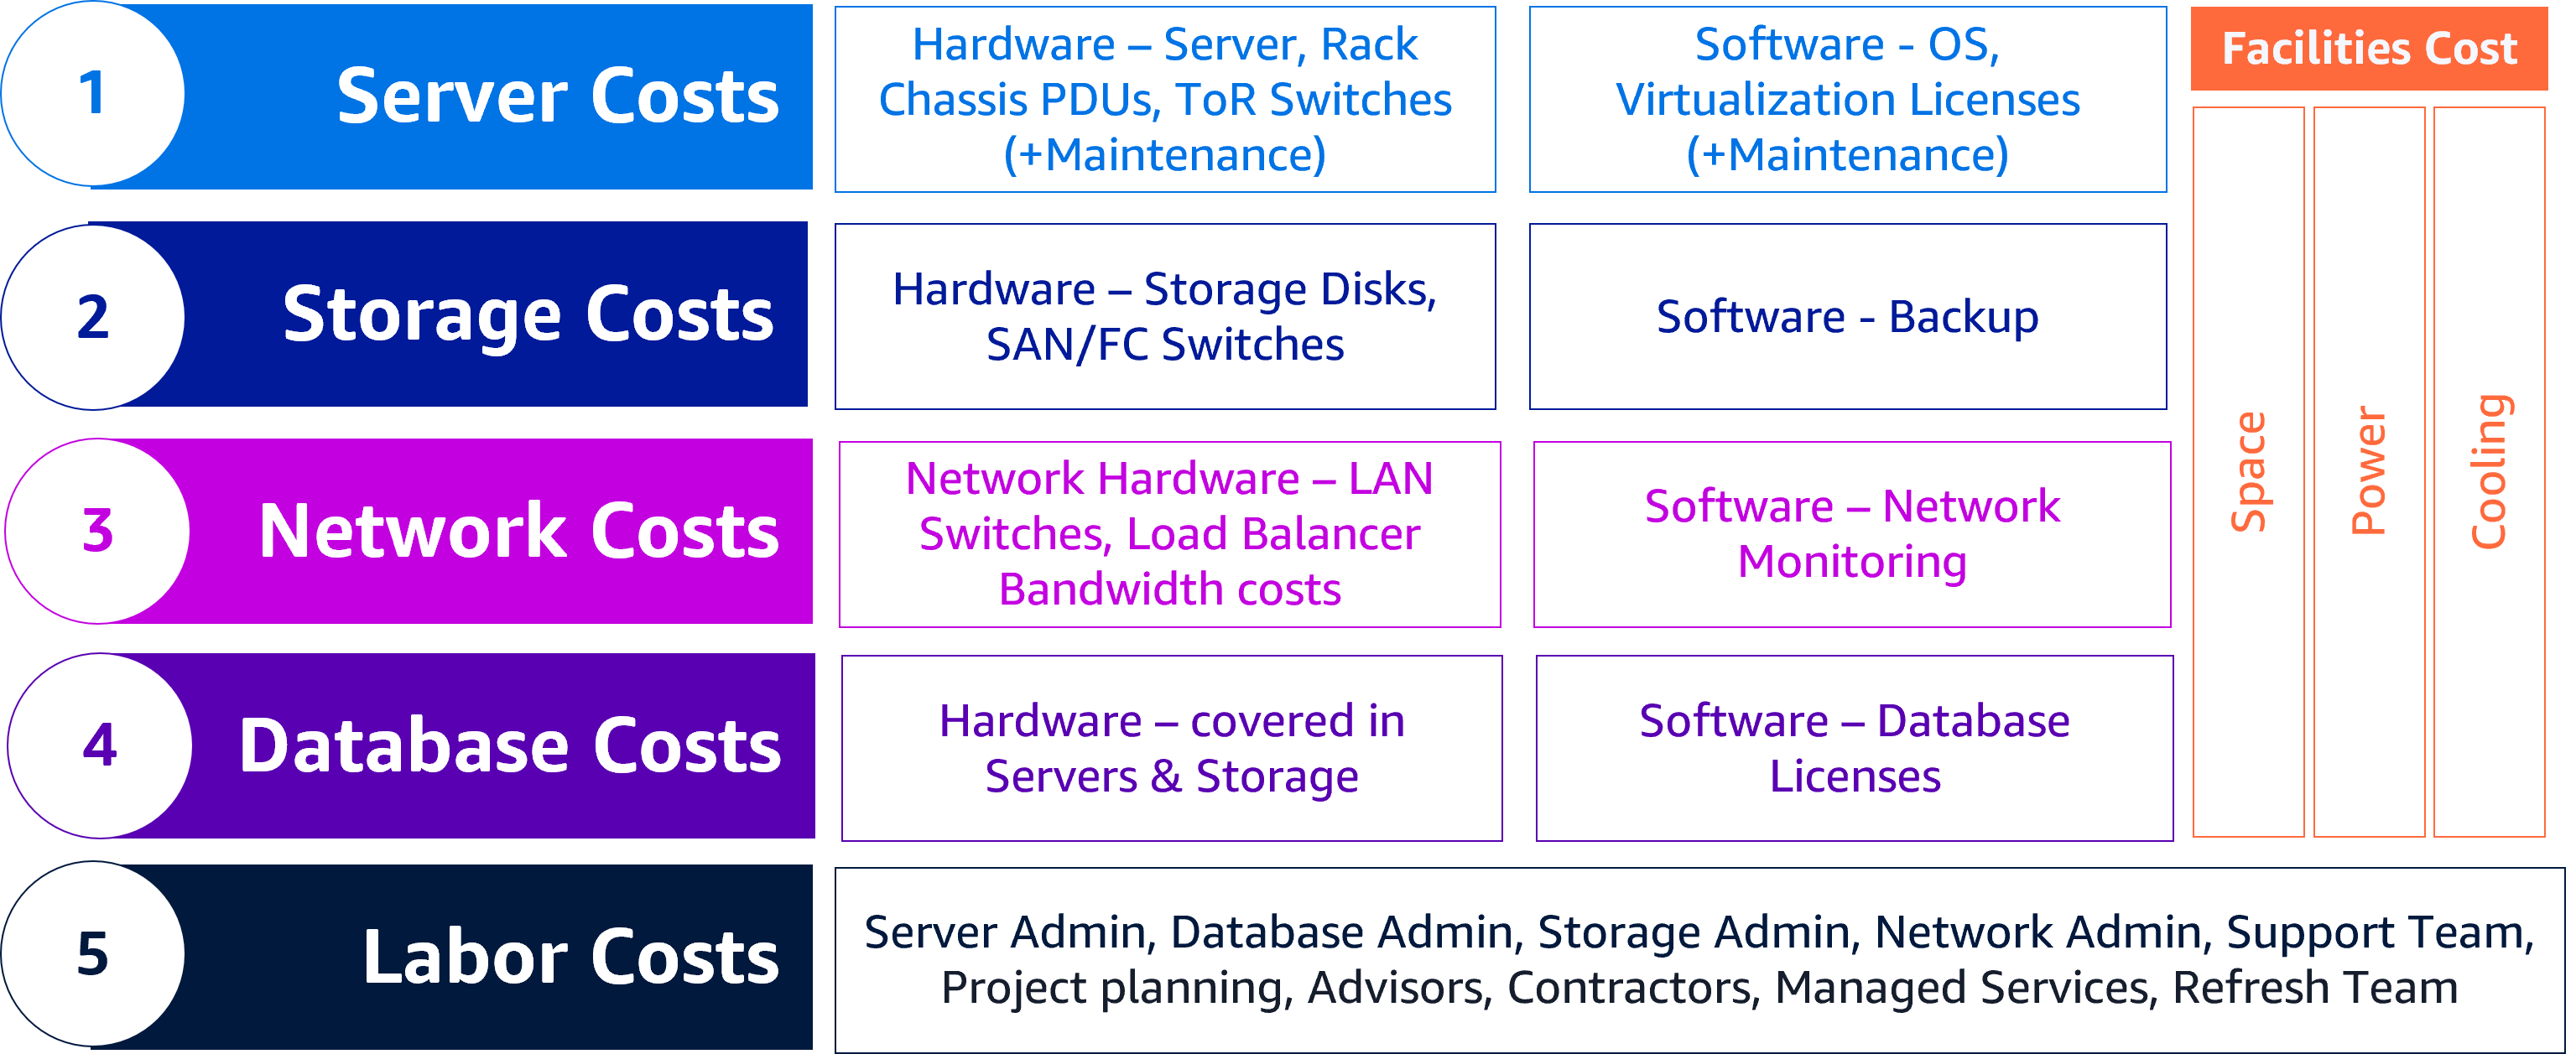 1
Server Costs
Hardware – Server, Rack
Chassis PDUs, ToR Switches
(+Maintenance)
Software - OS,
Virtualization Licenses
(+Maintenance)
Facilities Cost
2
Storage Costs
Hardware – Storage Disks,
SAN/FC Switches
Software - Backup
3
Network Costs
Network Hardware – LAN
Switches, Load Balancer
Bandwidth costs
Software – Network
Monitoring
Space
Power
Cooling
4
Database Costs
Hardware – covered in
Servers & Storage
Software – Database
Licenses
5
Labor Costs
Server Admin, Database Admin, Storage Admin, Network Admin, Support Team,
Project planning, Advisors, Contractors, Managed Services, Refresh Team